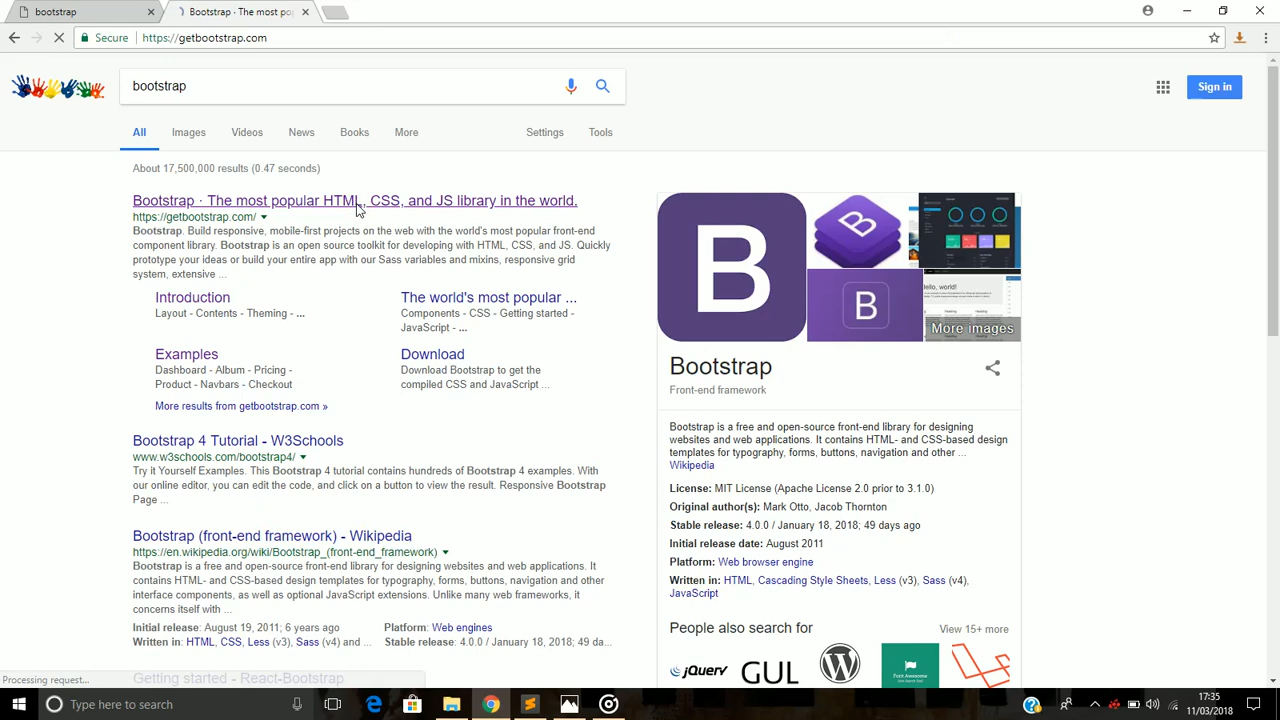 bootstrap
Bootstrap · The most po
Secure
https://getbootstrap.com
bootstrap
Sign in
All
Images
Videos
News
Books
More
Settings
Tools
About 17,500,000 results (0.47 seconds)
Bootstrap · The most popular HTML, CSS, and JS library in the world.
https://getbootstrap.com/
Bootstrap. Build responsive, mobile-first projects on the web with the world's most popular front-
end component library. Bootstrap is an open source toolkit for developing with HTML, CSS, and JS. Quickly
prototype your ideas or build your entire app with our Sass variables and mixins, responsive grid
system, extensive ...
Introduction
Layout - Contents - Theming - ...
The world's most popular ...
Components - CSS - Getting started -
JavaScript - ...
Examples
Dashboard - Album - Pricing -
Product - Navbars - Checkout
Download
Download Bootstrap to get the
compiled CSS and JavaScript ...
More results from getbootstrap.com »
Bootstrap 4 Tutorial - W3Schools
www.w3schools.com/bootstrap4/
Try it Yourself Examples. This Bootstrap 4 tutorial contains hundreds of Bootstrap 4 examples. With
our online editor, you can edit the code, and click on a button to view the result. Responsive Bootstrap
Page ...
Bootstrap (front-end framework) - Wikipedia
https://en.wikipedia.org/wiki/Bootstrap_(front-end_framework)
Bootstrap is a free and open-source front-end library for designing websites and web applications. It
contains HTML- and CSS-based design templates for typography, forms, buttons, navigation and other
interface components, as well as optional JavaScript extensions. Unlike many web frameworks, it
concerns itself with ...
Initial release: August 19, 2011; 6 years ago
Platform: Web engines
Written in: HTML, CSS, Less (v3), Sass (v4) and ...
Stable release: 4.0.0 / January 18, 2018; 49 da...
Getting started - React-Bootstrap
Processing request...
B
B
B
Hello, world!
More images
Bootstrap
Front-end framework
Bootstrap is a free and open-source front-end library for designing
websites and web applications. It contains HTML- and CSS-based design
templates for typography, forms, buttons, navigation and other ...
Wikipedia
License: MIT License (Apache License 2.0 prior to 3.1.0)
Original author(s): Mark Otto, Jacob Thornton
Stable release: 4.0.0 / January 18, 2018; 49 days ago
Initial release date: August 2011
Platform: Web browser engine
Written in: HTML, Cascading Style Sheets, Less (v3), Sass (v4),
JavaScript
People also search for
View 15+ more
jQuery
GUL
Font Awesome
Type here to search
17:35
11/03/2018